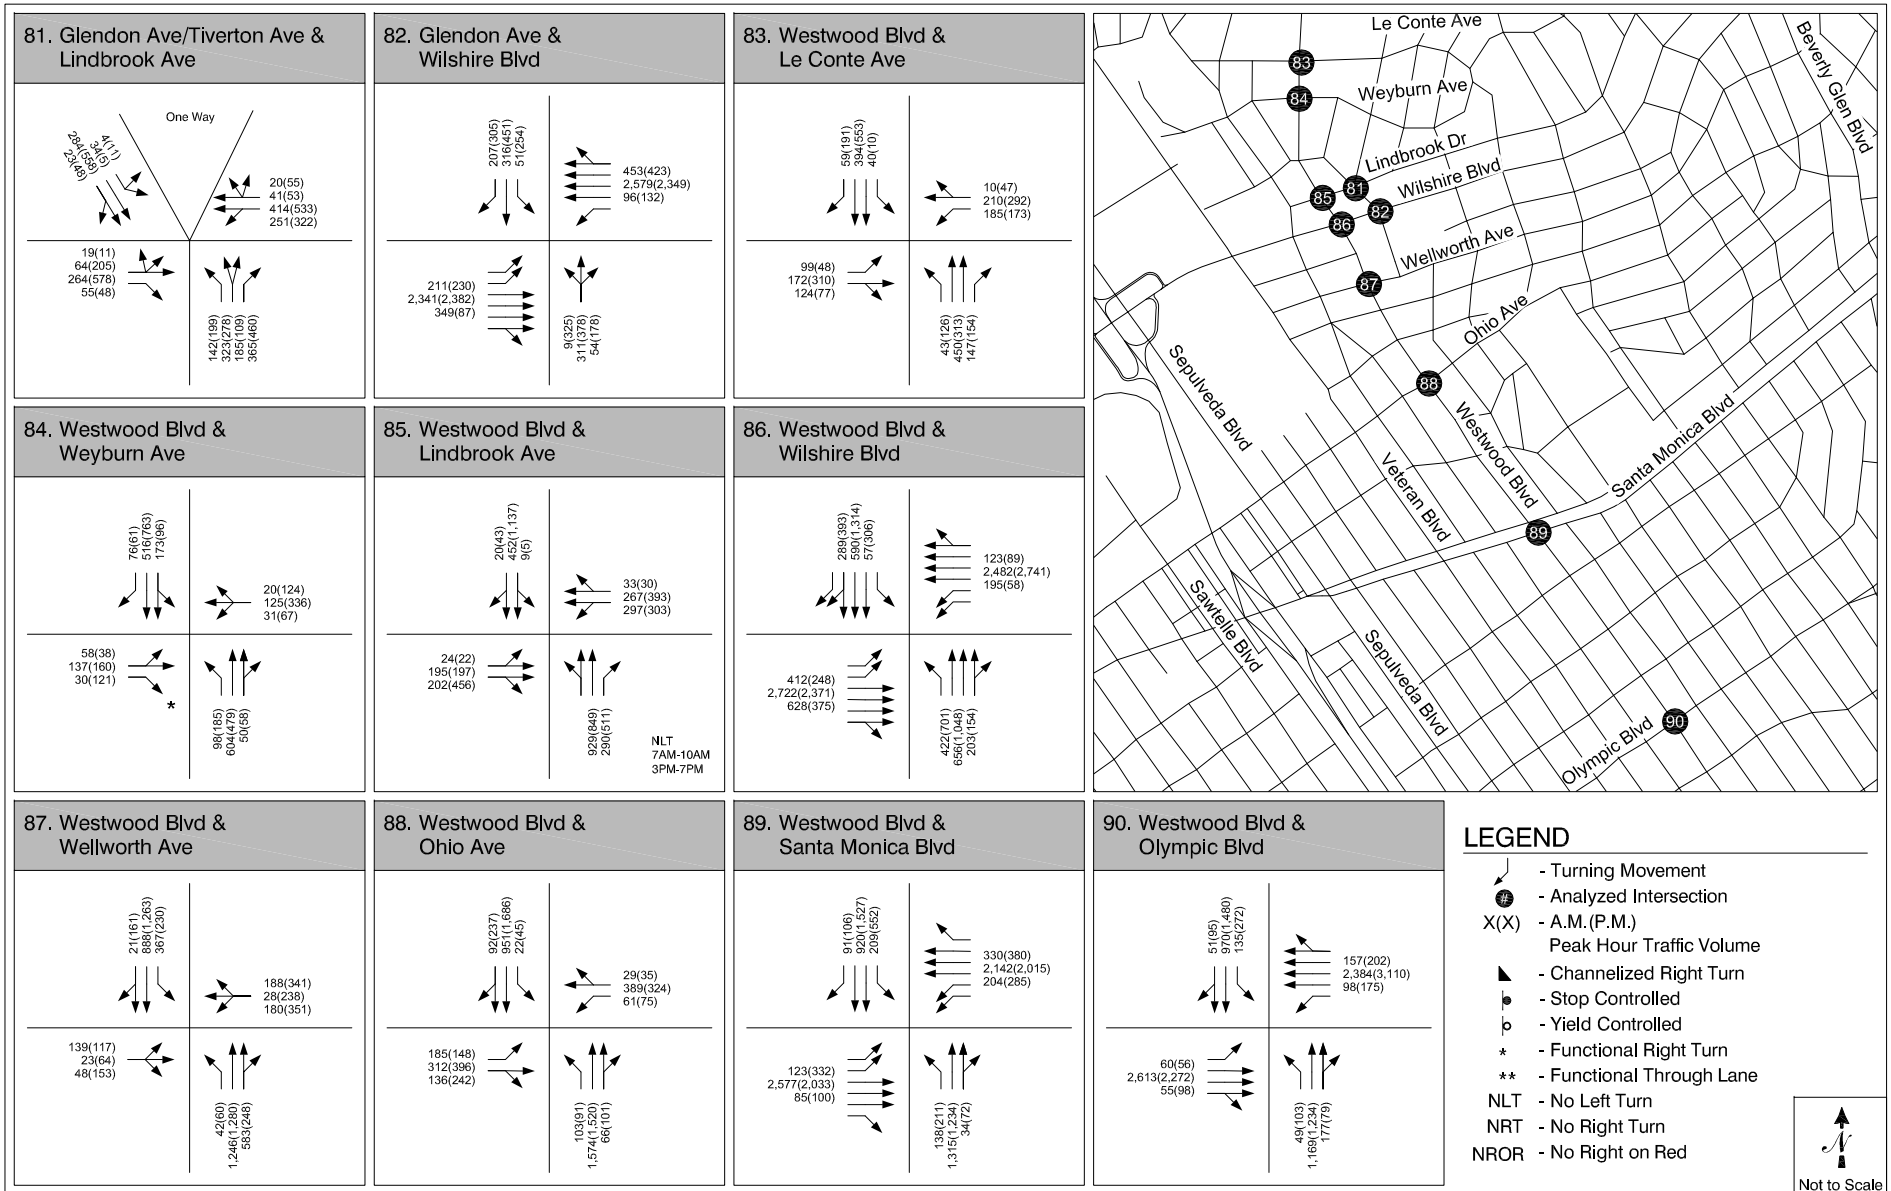 81. Glendon Ave/Tiverton Ave &
Lindbrook Ave
One Way
4(11)
34(5)
284(558)
23(48)
20(55)
41(53)
414(533)
251(322)
19(11)
64(205)
264(578)
55(48)
142(199)
323(278)
185(109)
365(460)
82. Glendon Ave &
Wilshire Blvd
207(305)
316(451)
51(254)
453(423)
2,579(2,349)
96(132)
211(230)
2,341(2,382)
349(87)
9(325)
311(378)
54(178)
83. Westwood Blvd &
Le Conte Ave
59(191)
394(553)
40(10)
10(47)
210(292)
185(173)
99(48)
172(310)
124(77)
43(126)
450(313)
147(154)
84. Westwood Blvd &
Weyburn Ave
76(61)
516(763)
173(96)
20(124)
125(336)
31(67)
58(38)
137(160)
30(121)
*
98(185)
604(479)
50(58)
85. Westwood Blvd &
Lindbrook Ave
20(43)
452(1,137)
9(5)
33(30)
267(393)
297(303)
24(22)
195(197)
202(456)
929(849)
290(511)
NLT
7AM-10AM
3PM-7PM
86. Westwood Blvd &
Wilshire Blvd
289(393)
590(1,314)
57(306)
123(89)
2,482(2,741)
195(58)
412(248)
2,722(2,371)
628(375)
422(701)
656(1,048)
203(154)
87. Westwood Blvd &
Wellworth Ave
21(161)
888(1,263)
367(230)
188(341)
28(238)
180(351)
139(117)
23(64)
48(153)
42(60)
1,246(1,280)
583(248)
88. Westwood Blvd &
Ohio Ave
92(237)
951(1,686)
22(45)
29(35)
389(324)
61(75)
185(148)
312(396)
136(242)
103(91)
1,574(1,520)
66(101)
89. Westwood Blvd &
Santa Monica Blvd
91(106)
920(1,527)
209(552)
330(380)
2,142(2,015)
204(285)
123(332)
2,577(2,033)
85(100)
138(211)
1,315(1,234)
34(72)
90. Westwood Blvd &
Olympic Blvd
51(95)
970(1,480)
135(272)
157(202)
2,384(3,110)
98(175)
60(56)
2,613(2,272)
55(98)
49(103)
1,169(1,234)
177(79)
Le Conte Ave
Beverly Glen Blvd
83
Weyburn Ave
84
Lindbrook Dr
Wilshire Blvd
81
85
82
86
Wellworth Ave
87
Ohio Ave
Sepulveda Blvd
88
Westwood Blvd
Santa Monica Blvd
Veteran Blvd
89
Sawtelle Blvd
Sepulveda Blvd
90
Olympic Blvd
LEGEND
- Turning Movement
# - Analyzed Intersection
X(X) - A.M.(P.M.)
Peak Hour Traffic Volume
- Channelized Right Turn
- Stop Controlled
- Yield Controlled
* - Functional Right Turn
** - Functional Through Lane
NLT - No Left Turn
NRT - No Right Turn
NROR - No Right on Red
N
Not to Scale